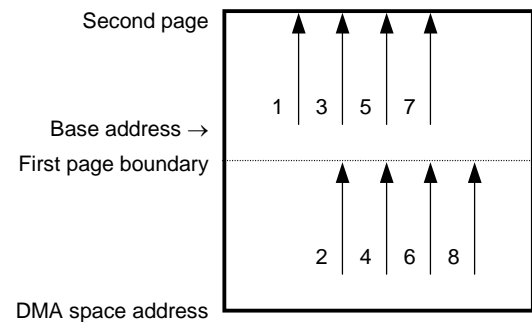 Second page
1 3 5 7
Base address →
First page boundary
2 4 6 8
DMA space address